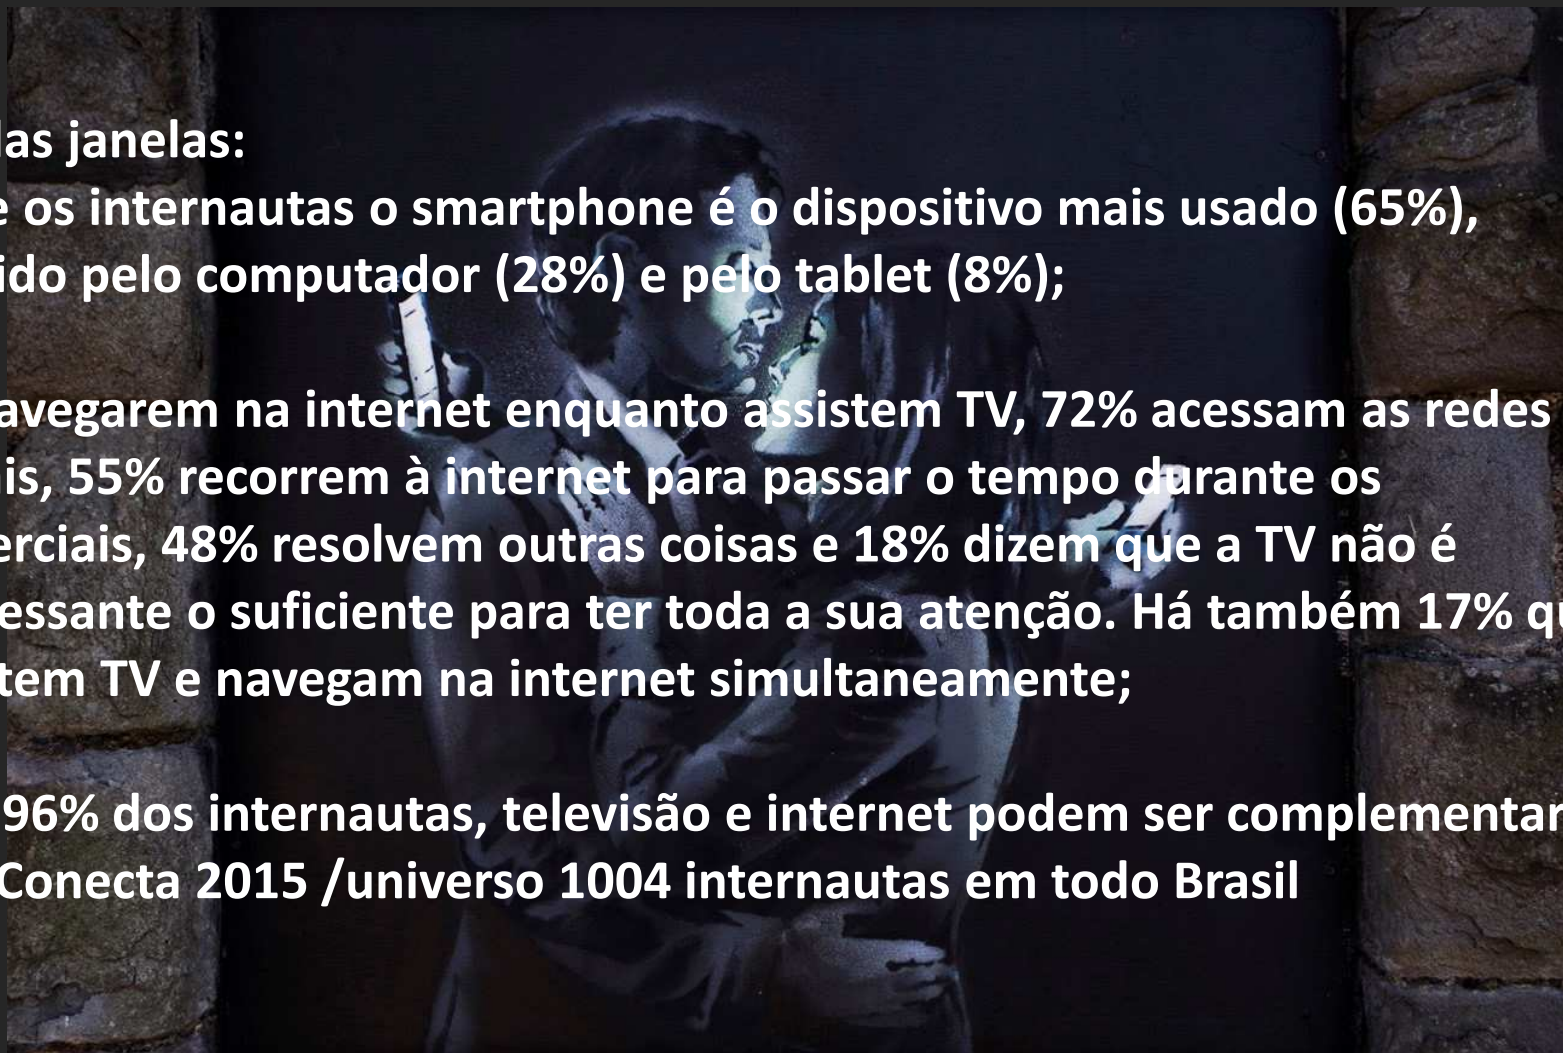 las janelas:
e os internautas o smartphone é o dispositivo mais usado (65%),
ido pelo computador (28%) e pelo tablet (8%);
avegarem na internet enquanto assistem TV, 72% acessam as redes
is, 55% recorrem à internet para passar o tempo durante os
erciais, 48% resolvem outras coisas e 18% dizem que a TV não é
essante o suficiente para ter toda a sua atenção. Há também 17% qu
tem TV e navegam na internet simultaneamente;
96% dos internautas, televisão e internet podem ser complementar
Conecta 2015 /universo 1004 internautas em todo Brasil